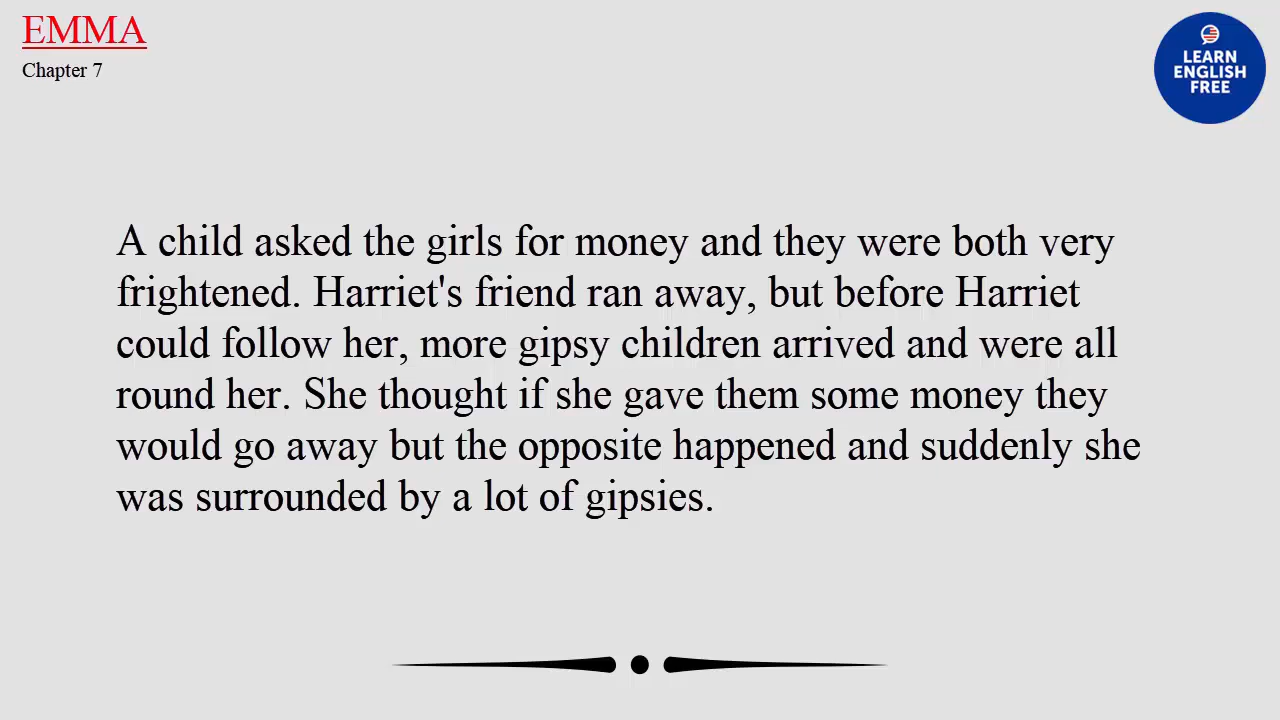 EMMA
Chapter 7
LEARN
ENGLISH
FREE
A child asked the girls for money and they were both very
frightened. Harriet's friend ran away, but before Harriet
could follow her, more gipsy children arrived and were all
round her. She thought if she gave them some money they
would go away but the opposite happened and suddenly she
was surrounded by a lot of gipsies.